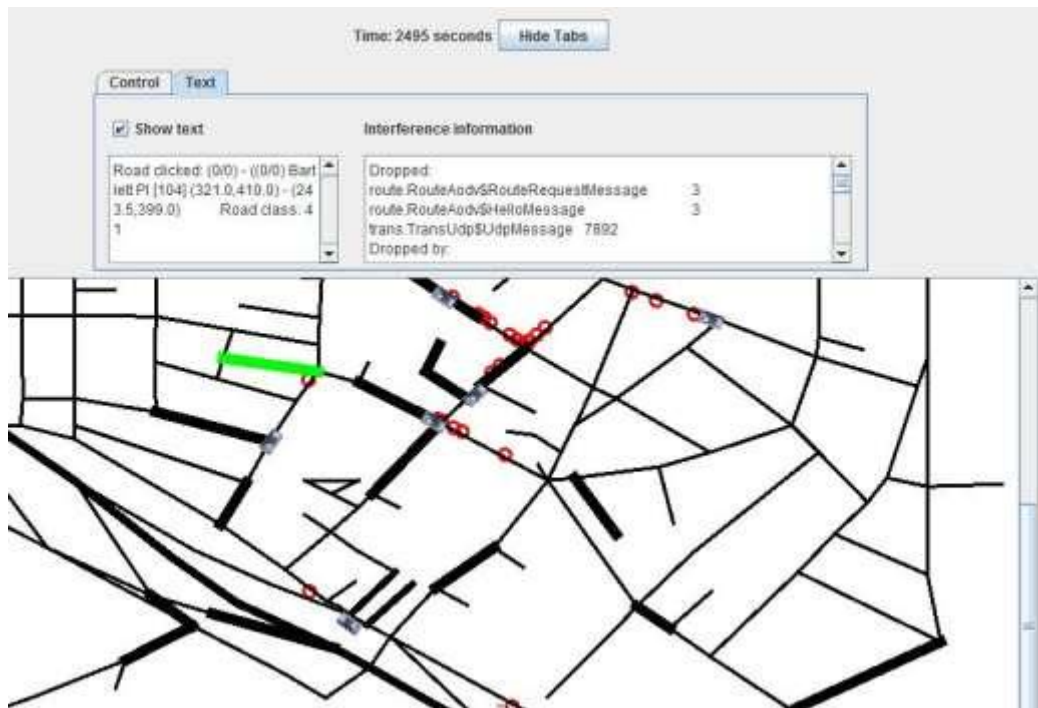 Time: 2495 seconds Hide Tabs
Control Text
Show text Interference information
Road clicked: (0/0) - ((0/0) Bart
lett Pl [104] (321.0,410.0) - (24
3.5,399.0) Road class: 4
1
Dropped:
route.RouteAodv$RouteRequestMessage 3
route.RouteAodv$HelloMessage 3
trans.TransUdp$UdpMessage 7892
Dropped by: